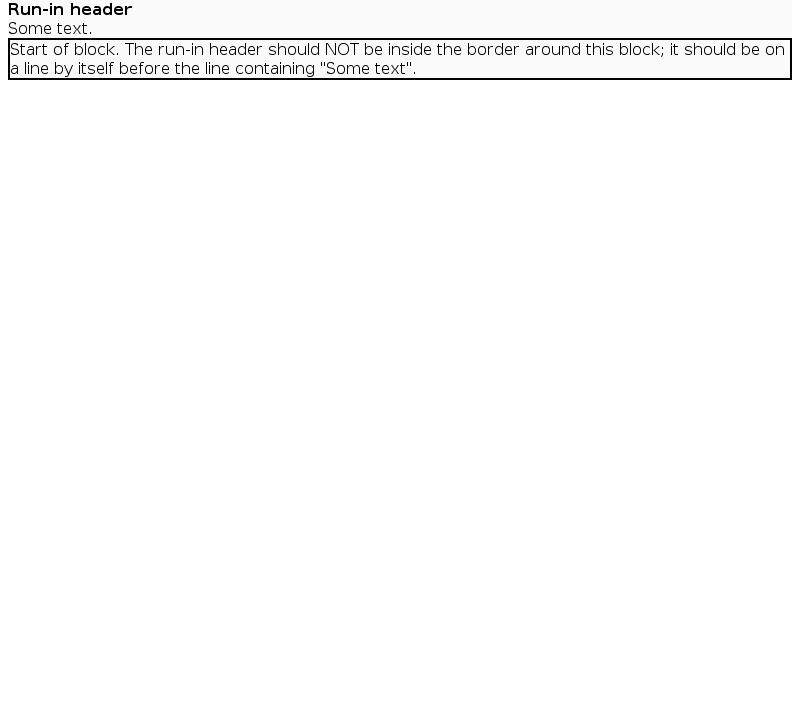 Run-in header
Some text.
Start of block. The run-in header should NOT be inside the border around this block; it should be on
a line by itself before the line containing "Some text".